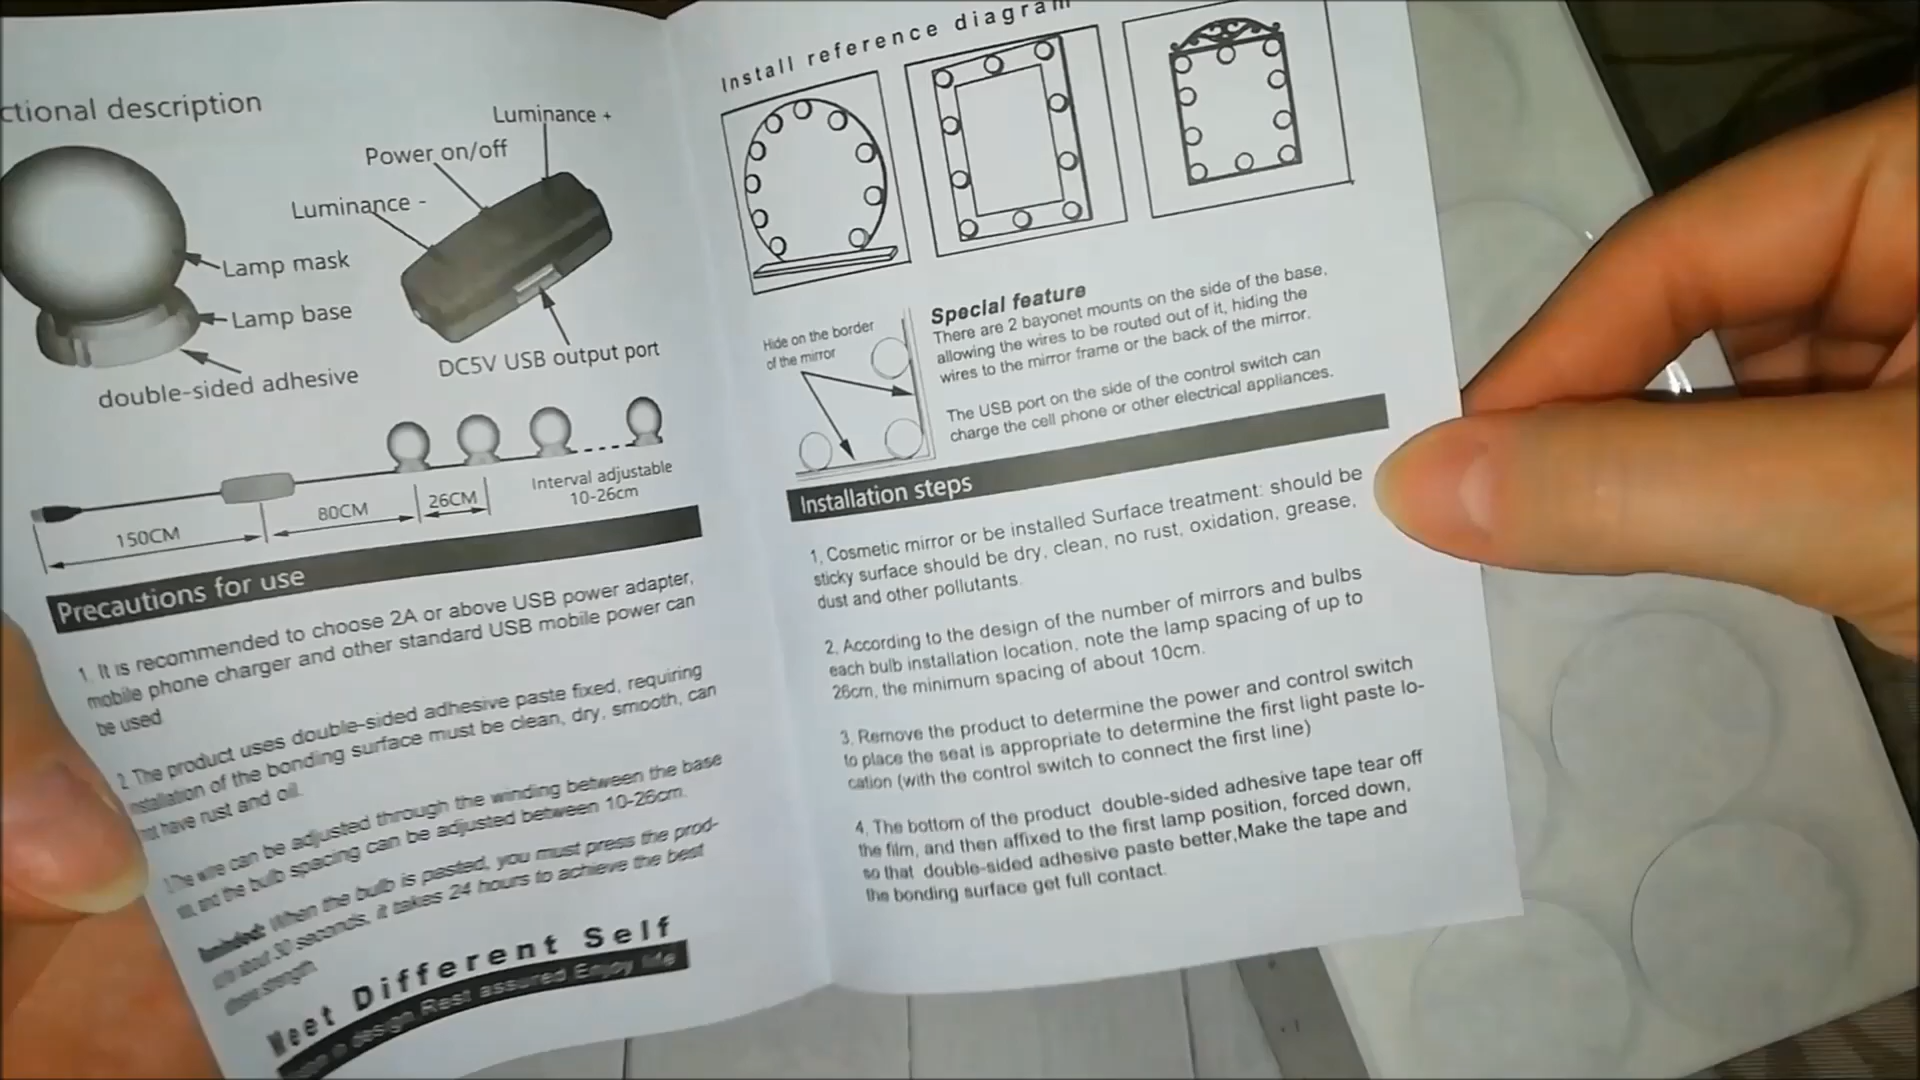 ctional description
Luminance +
Power on/off
Luminance -
Lamp mask
Lamp base
DC5V USB output port
double-sided adhesive
Interval adjustable
10-26cm
26CM
80CM
150CM
Precautions for use
1. It is recommended to choose 2A or above USB power adapter,
mobile phone charger and other standard USB mobile power can
be used
2. The product uses double-sided adhesive paste fixed, requiring
nstallation of the bonding surface must be clean, dry, smooth, can
not have rust and oil.
The wire can be adjusted through the winding between the base
and the bulb spacing can be adjusted between 10-26cm.
When the bulb is pasted, you must press the prod-
about 30 seconds, it takes 24 hours to achieve the best
strength
Meet Different Self
design Rest assured Enjoy life
Install reference diagram
Hide on the border
of the mirror
Special feature
There are 2 bayonet mounts on the side of the base,
allowing the wires to be routed out of it, hiding the
wires to the mirror frame or the back of the mirror.
The USB port on the side of the control switch can
charge the cell phone or other electrical appliances.
Installation steps
1, Cosmetic mirror or be installed Surface treatment: should be
sticky surface should be dry, clean, no rust, oxidation, grease,
dust and other pollutants.
2. According to the design of the number of mirrors and bulbs
each bulb installation location, note the lamp spacing of up to
26cm, the minimum spacing of about 10cm.
3, Remove the product to determine the power and control switch
to place the seat is appropriate to determine the first light paste lo-
cation (with the control switch to connect the first line)
4, The bottom of the product double-sided adhesive tape tear off
the film, and then affixed to the first lamp position, forced down,
so that double-sided adhesive paste better,Make the tape and
the bonding surface get full contact.